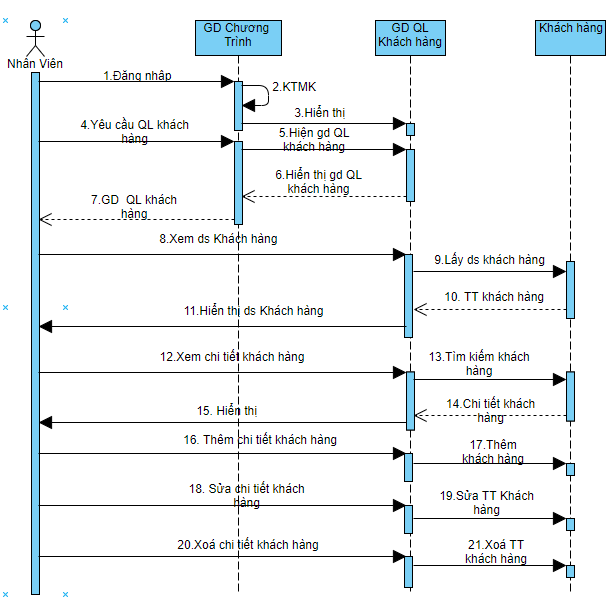 GD Chương
Trình
GD QL
Khách hàng
Khách hàng
Nhân Viên
1.Đăng nhập
2.KTMK
3.Hiển thị
4.Yêu cầu QL khách
hàng
5.Hiện gd QL
khách hàng
6.Hiển thị gd QL
khách hàng
7.GD QL khách
hàng
8.Xem ds Khách hàng
9.Lấy ds khách hàng
10. TT khách hàng
11.Hiển thị ds Khách hàng
12.Xem chi tiết khách hàng
13.Tìm kiếm khách
hàng
14.Chi tiết khách
hàng
15. Hiển thị
16. Thêm chi tiết khách hàng
17.Thêm
khách hàng
18. Sửa chi tiết khách
hàng
19.Sửa TT Khách
hàng
20.Xoá chi tiết khách hàng
21.Xoá TT
khách hàng